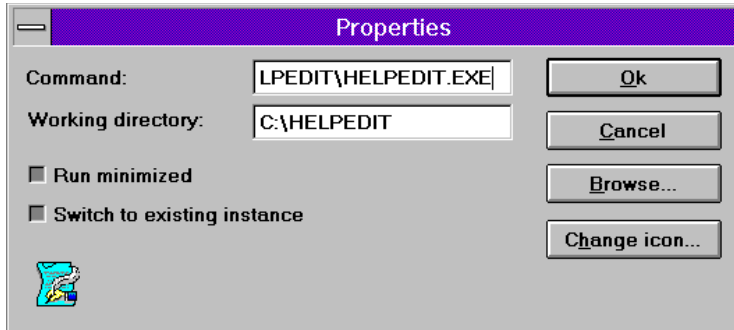 Properties
Command: LPEDIT\HELPEDIT.EXE
Ok
Working directory: C:\HELPEDIT
Cancel
Run minimized
Browse...
Switch to existing instance
Change icon...